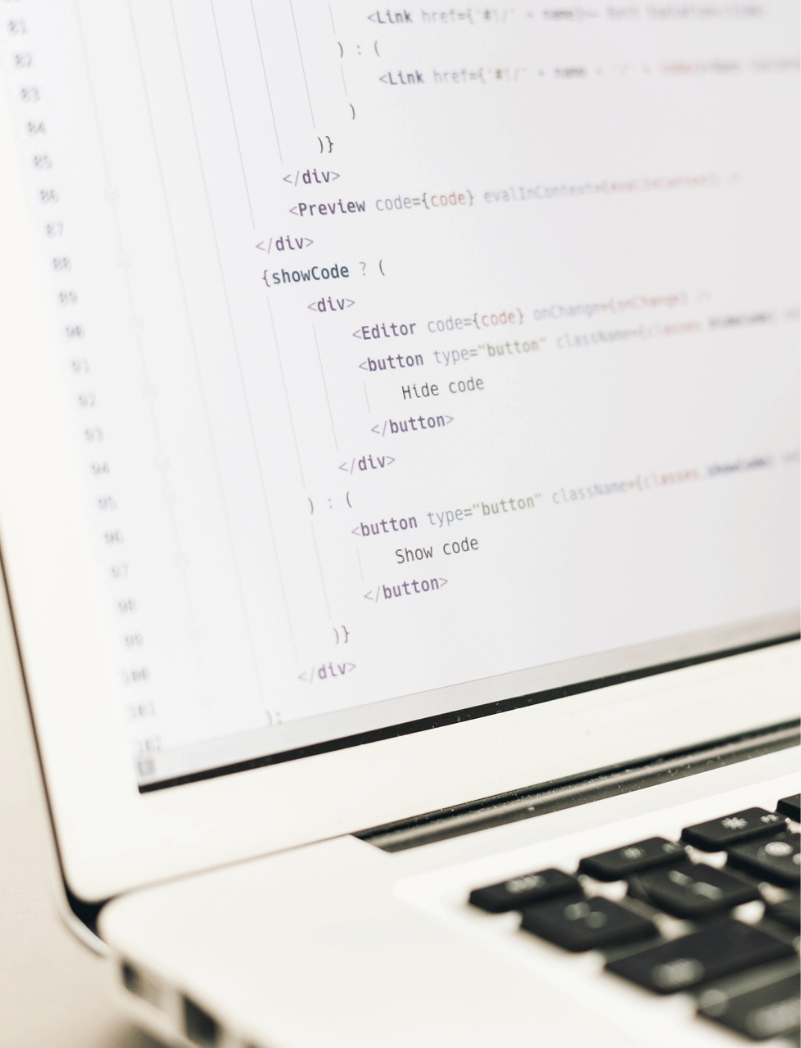 81
<Link href={'#!/' + name}>
82
) : (
83
<Link href={'#!/' + name + '/' +
84
)
85
)}
86
</div>
87
<Preview code={code} evalInContext={evalInContext} />
88
</div>
89
{showCode ? (
90
<div>
91
<Editor code={code} onChange={onChange} />
92
<button type="button" className={classes.hideCode}
93
Hide code
94
</button>
95
</div>
96
) : (
97
<button type="button" className={classes.showCode}
98
Show code
99
</button>
100
)}
101
</div>
102
);